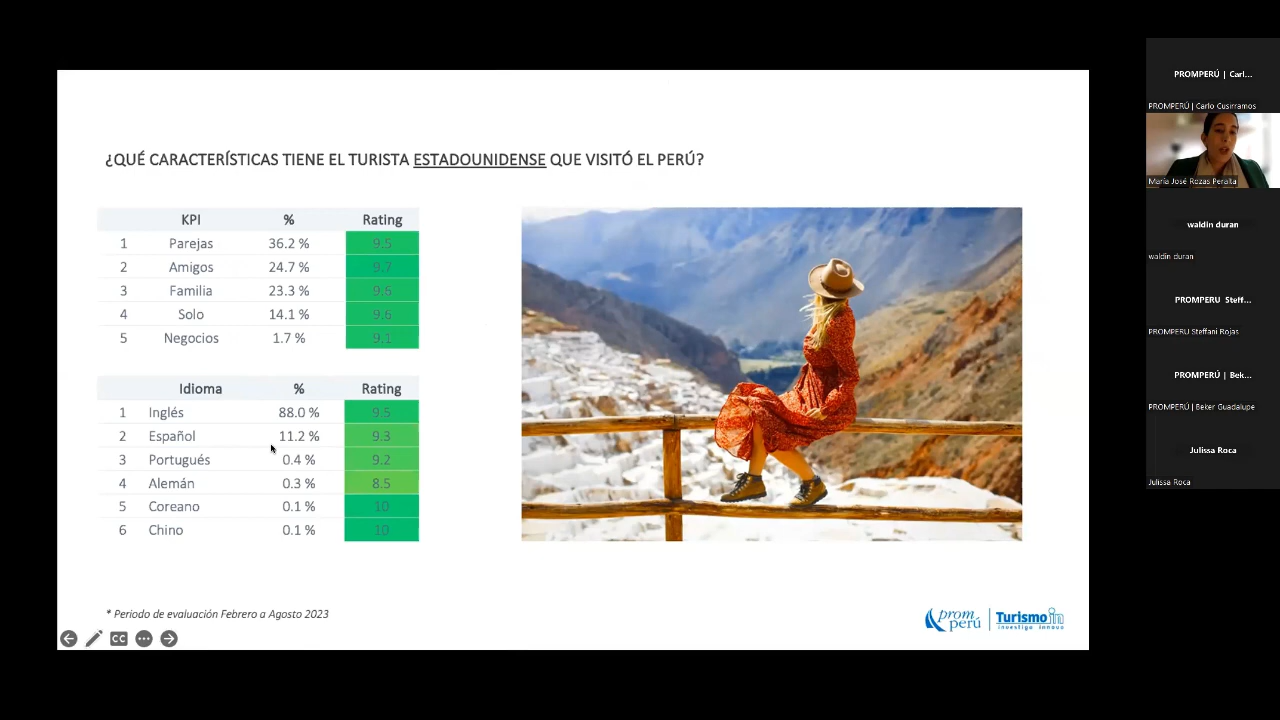 ¿QUÉ CARACTERÍSTICAS TIENE EL TURISTA ESTADOUNIDENSE QUE VISITÓ EL PERÚ?
KPI % Rating
1 Parejas 36.2 % 9.5
2 Amigos 24.7 % 9.7
3 Familia 23.3 % 9.6
4 Solo 14.1 % 9.6
5 Negocios 1.7 % 9.1
Idioma % Rating
1 Inglés 88.0 % 9.5
2 Español 11.2 % 9.3
3 Portugués 0.4 % 9.2
4 Alemán 0.3 % 8.5
5 Coreano 0.1 % 10
6 Chino 0.1 % 10
* Periodo de evaluación Febrero a Agosto 2023
CC
prom
perú
Turismo in
investiga innova
PROMPERÚ | Carl...
PROMPERÚ | Carlo Cusirramos
María José Rozas Peralta
waldin duran
waldin duran
PROMPERU Steff...
PROMPERU Steffani Rojas
PROMPERÚ | Bek...
PROMPERÚ | Beker Guadalupe
Julissa Roca
Julissa Roca